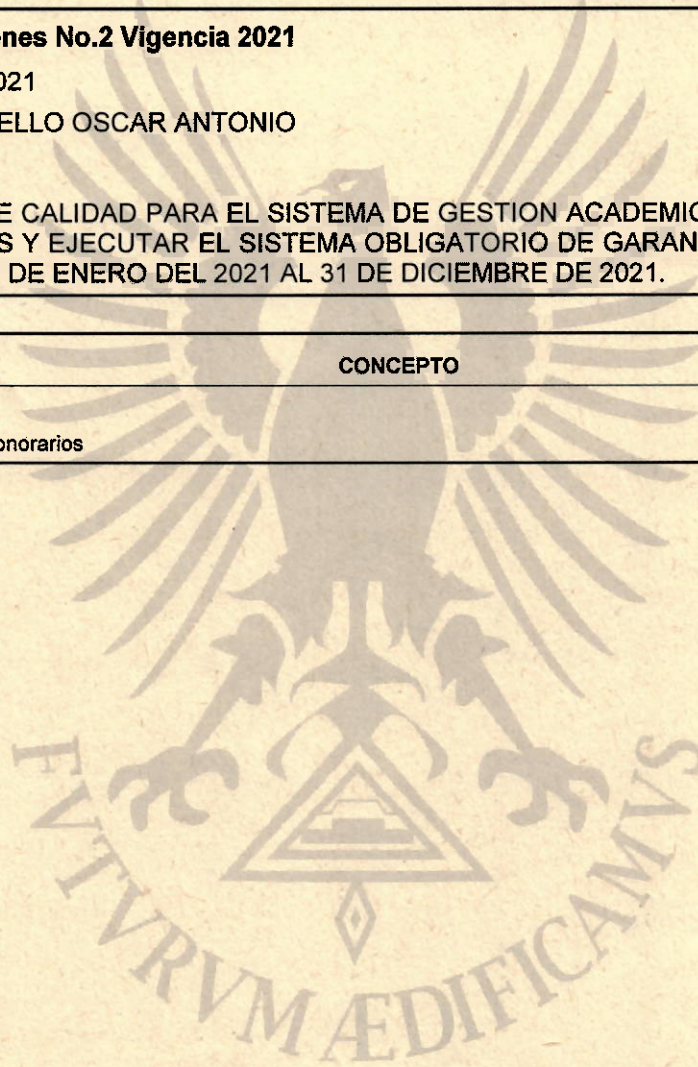 enes No.2 Vigencia 2021
021
ELLO OSCAR ANTONIO
E CALIDAD PARA EL SISTEMA DE GESTION ACADEMIC
S Y EJECUTAR EL SISTEMA OBLIGATORIO DE GARAN
DE ENERO DEL 2021 AL 31 DE DICIEMBRE DE 2021.
CONCEPTO
onorarios
FVTVRVM ÆDIFICAMVS